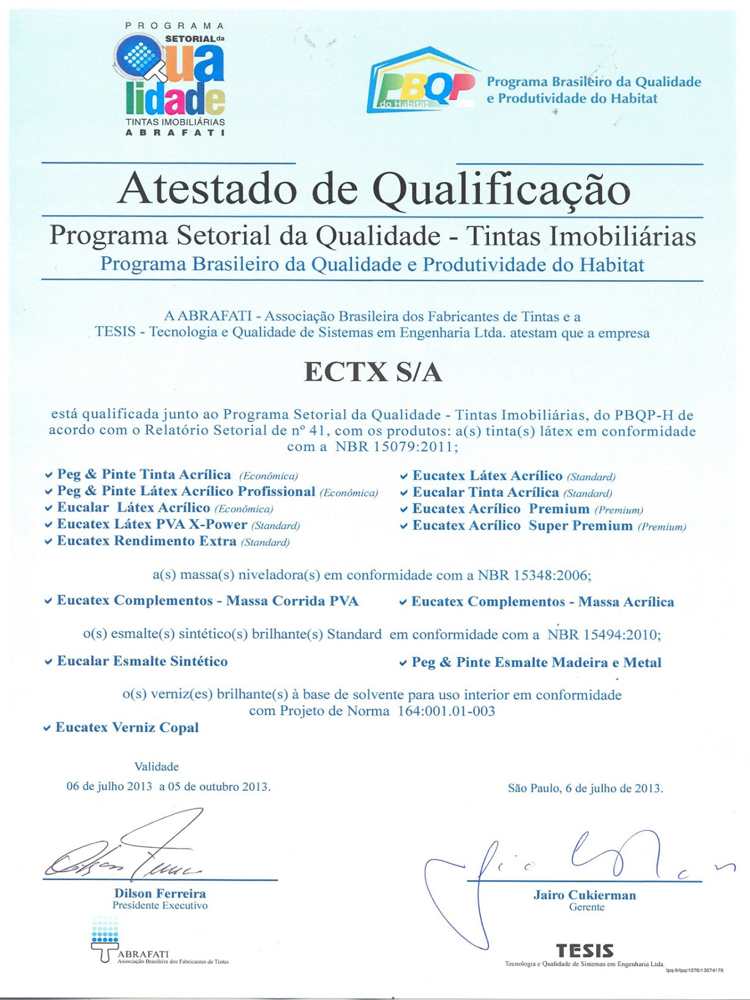 PROGRAMA
SETORIAL da
Qualidade
TINTAS IMOBILIÁRIAS
ABRAFATI
PBQP
do Habitat
Programa Brasileiro da Qualidade
e Produtividade do Habitat
Atestado de Qualificação
Programa Setorial da Qualidade - Tintas Imobiliárias
Programa Brasileiro da Qualidade e Produtividade do Habitat
A ABRAFATI - Associação Brasileira dos Fabricantes de Tintas e a
TESIS - Tecnologia e Qualidade de Sistemas em Engenharia Ltda. atestam que a empresa
ECTX S/A
está qualificada junto ao Programa Setorial da Qualidade - Tintas Imobiliárias, do PBQP-H de
acordo com o Relatório Setorial de nº 41, com os produtos: a(s) tinta(s) látex em conformidade
com a NBR 15079:2011;
✓ Peg & Pinte Tinta Acrílica (Econômica)
✓ Peg & Pinte Látex Acrílico Profissional (Econômica)
✓ Eucalar Látex Acrílico (Econômica)
✓ Eucatex Látex PVA X-Power (Standard)
✓ Eucatex Rendimento Extra (Standard)
✓ Eucatex Látex Acrílico (Standard)
✓ Eucalar Tinta Acrílica (Standard)
✓ Eucatex Acrílico Premium (Premium)
✓ Eucatex Acrílico Super Premium (Premium)
a(s) massa(s) niveladora(s) em conformidade com a NBR 15348:2006;
✓ Eucatex Complementos - Massa Corrida PVA
✓ Eucatex Complementos - Massa Acrílica
o(s) esmalte(s) sintético(s) brilhante(s) Standard em conformidade com a NBR 15494:2010;
✓ Eucalar Esmalte Sintético
✓ Peg & Pinte Esmalte Madeira e Metal
o(s) verniz(es) brilhante(s) à base de solvente para uso interior em conformidade
com Projeto de Norma 164:001.01-003
✓ Eucatex Verniz Copal
Validade
06 de julho 2013 a 05 de outubro 2013.
São Paulo, 6 de julho de 2013.
Dilson Ferreira
Presidente Executivo
ABRAFATI
Associação Brasileira dos Fabricantes de Tintas
Jairo Cukierman
Gerente
TESIS
Tecnologia e Qualidade de Sistemas em Engenharia Ltda.
tpq-9/tpq/1076/13074178